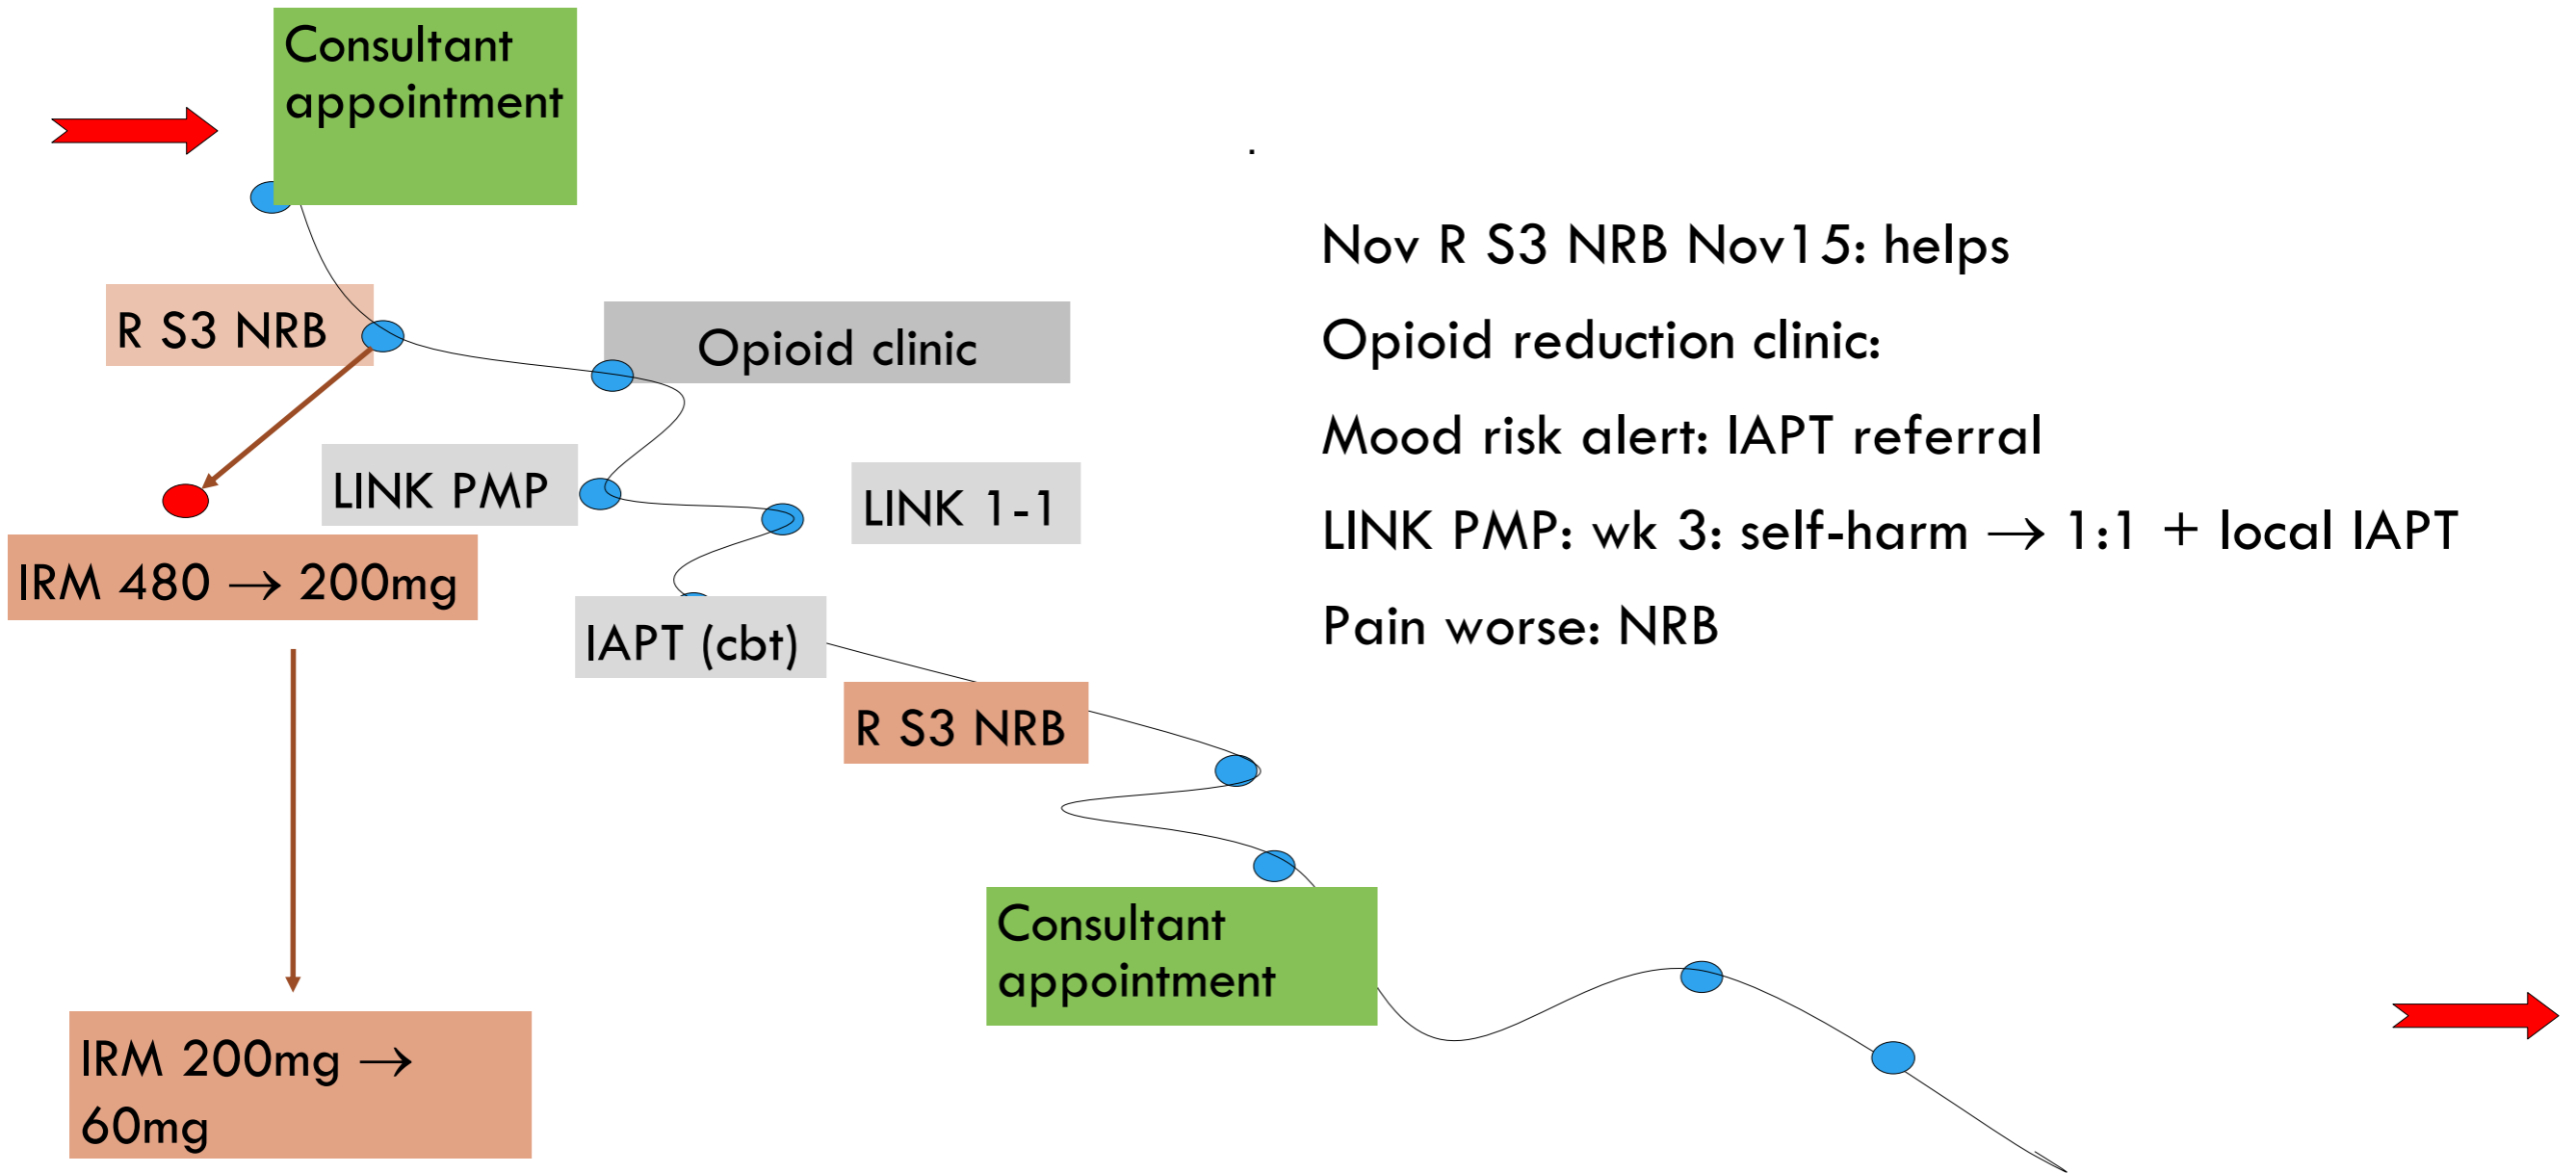 Consultant
appointment
R S3 NRB
Opioid clinic
LINK PMP
LINK 1-1
IRM 480 → 200mg
IAPT (cbt)
R S3 NRB
Consultant
appointment
IRM 200mg →
60mg
.
Nov R S3 NRB Nov15: helps
Opioid reduction clinic:
Mood risk alert: IAPT referral
LINK PMP: wk 3: self-harm → 1:1 + local IAPT
Pain worse: NRB